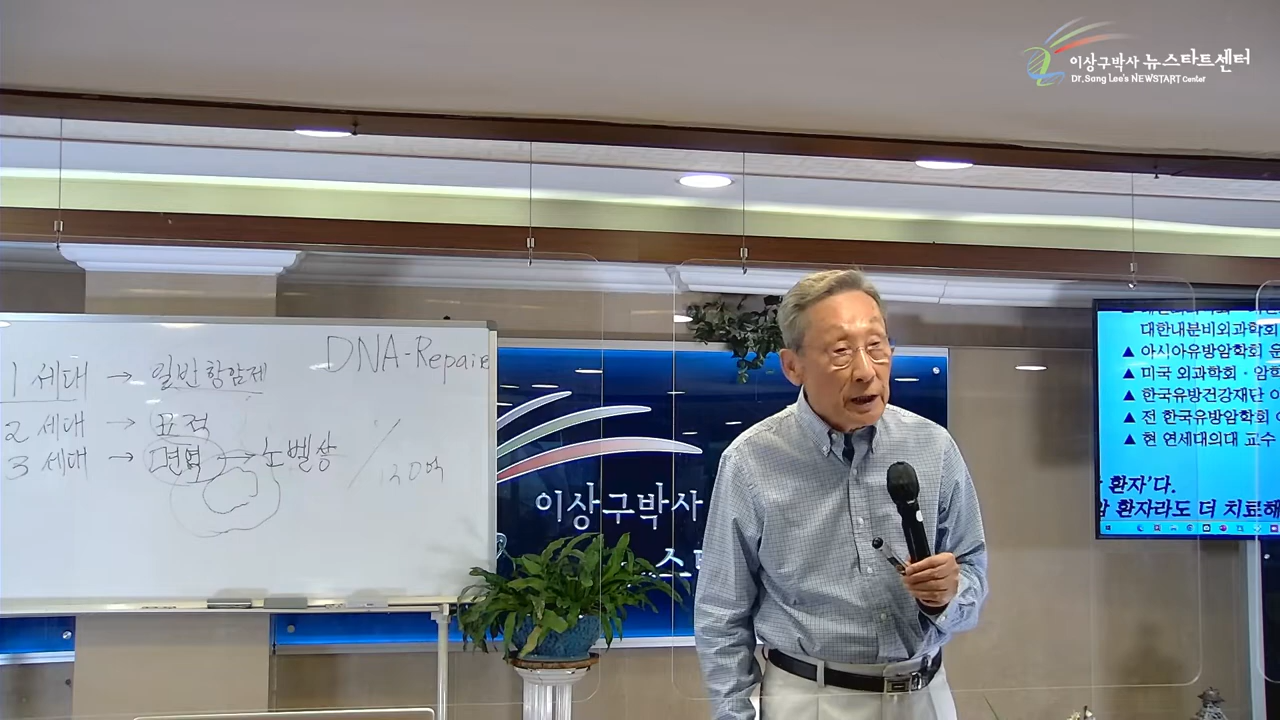 이상구박사 뉴스타트센터
Dr. Sang Lee's NEWSTART Center
DNA-Repair
1 세대 → 일반항암제
2 세대 → 표적
3 세대 → 면역 → 노벨상 / 120억
이상구박사
대한내분비외과학회
▲ 아시아유방암학회
▲ 미국 외과학회 · 암학
▲ 한국유방건강재단 이
▲ 전 한국유방암학회
▲ 현 연세대의대 교수
환자'다.
암 환자라도 더 치료해